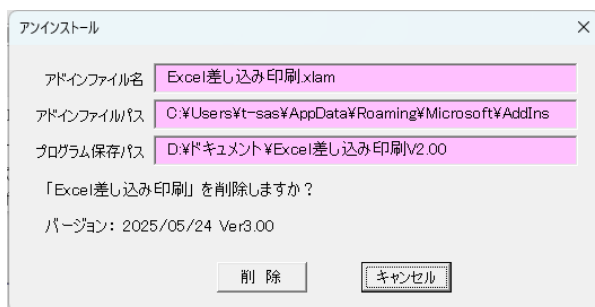 アンインストール
アドインファイル名 Excel差し込み印刷.xlam
アドインファイルパス C:¥Users¥t-sas¥AppData¥Roaming¥Microsoft¥AddIns
プログラム保存パス D:¥ドキュメント¥Excel差し込み印刷V2.00
「Excel差し込み印刷」を削除しますか？
バージョン： 2025/05/24 Ver3.00
削 除 キャンセル